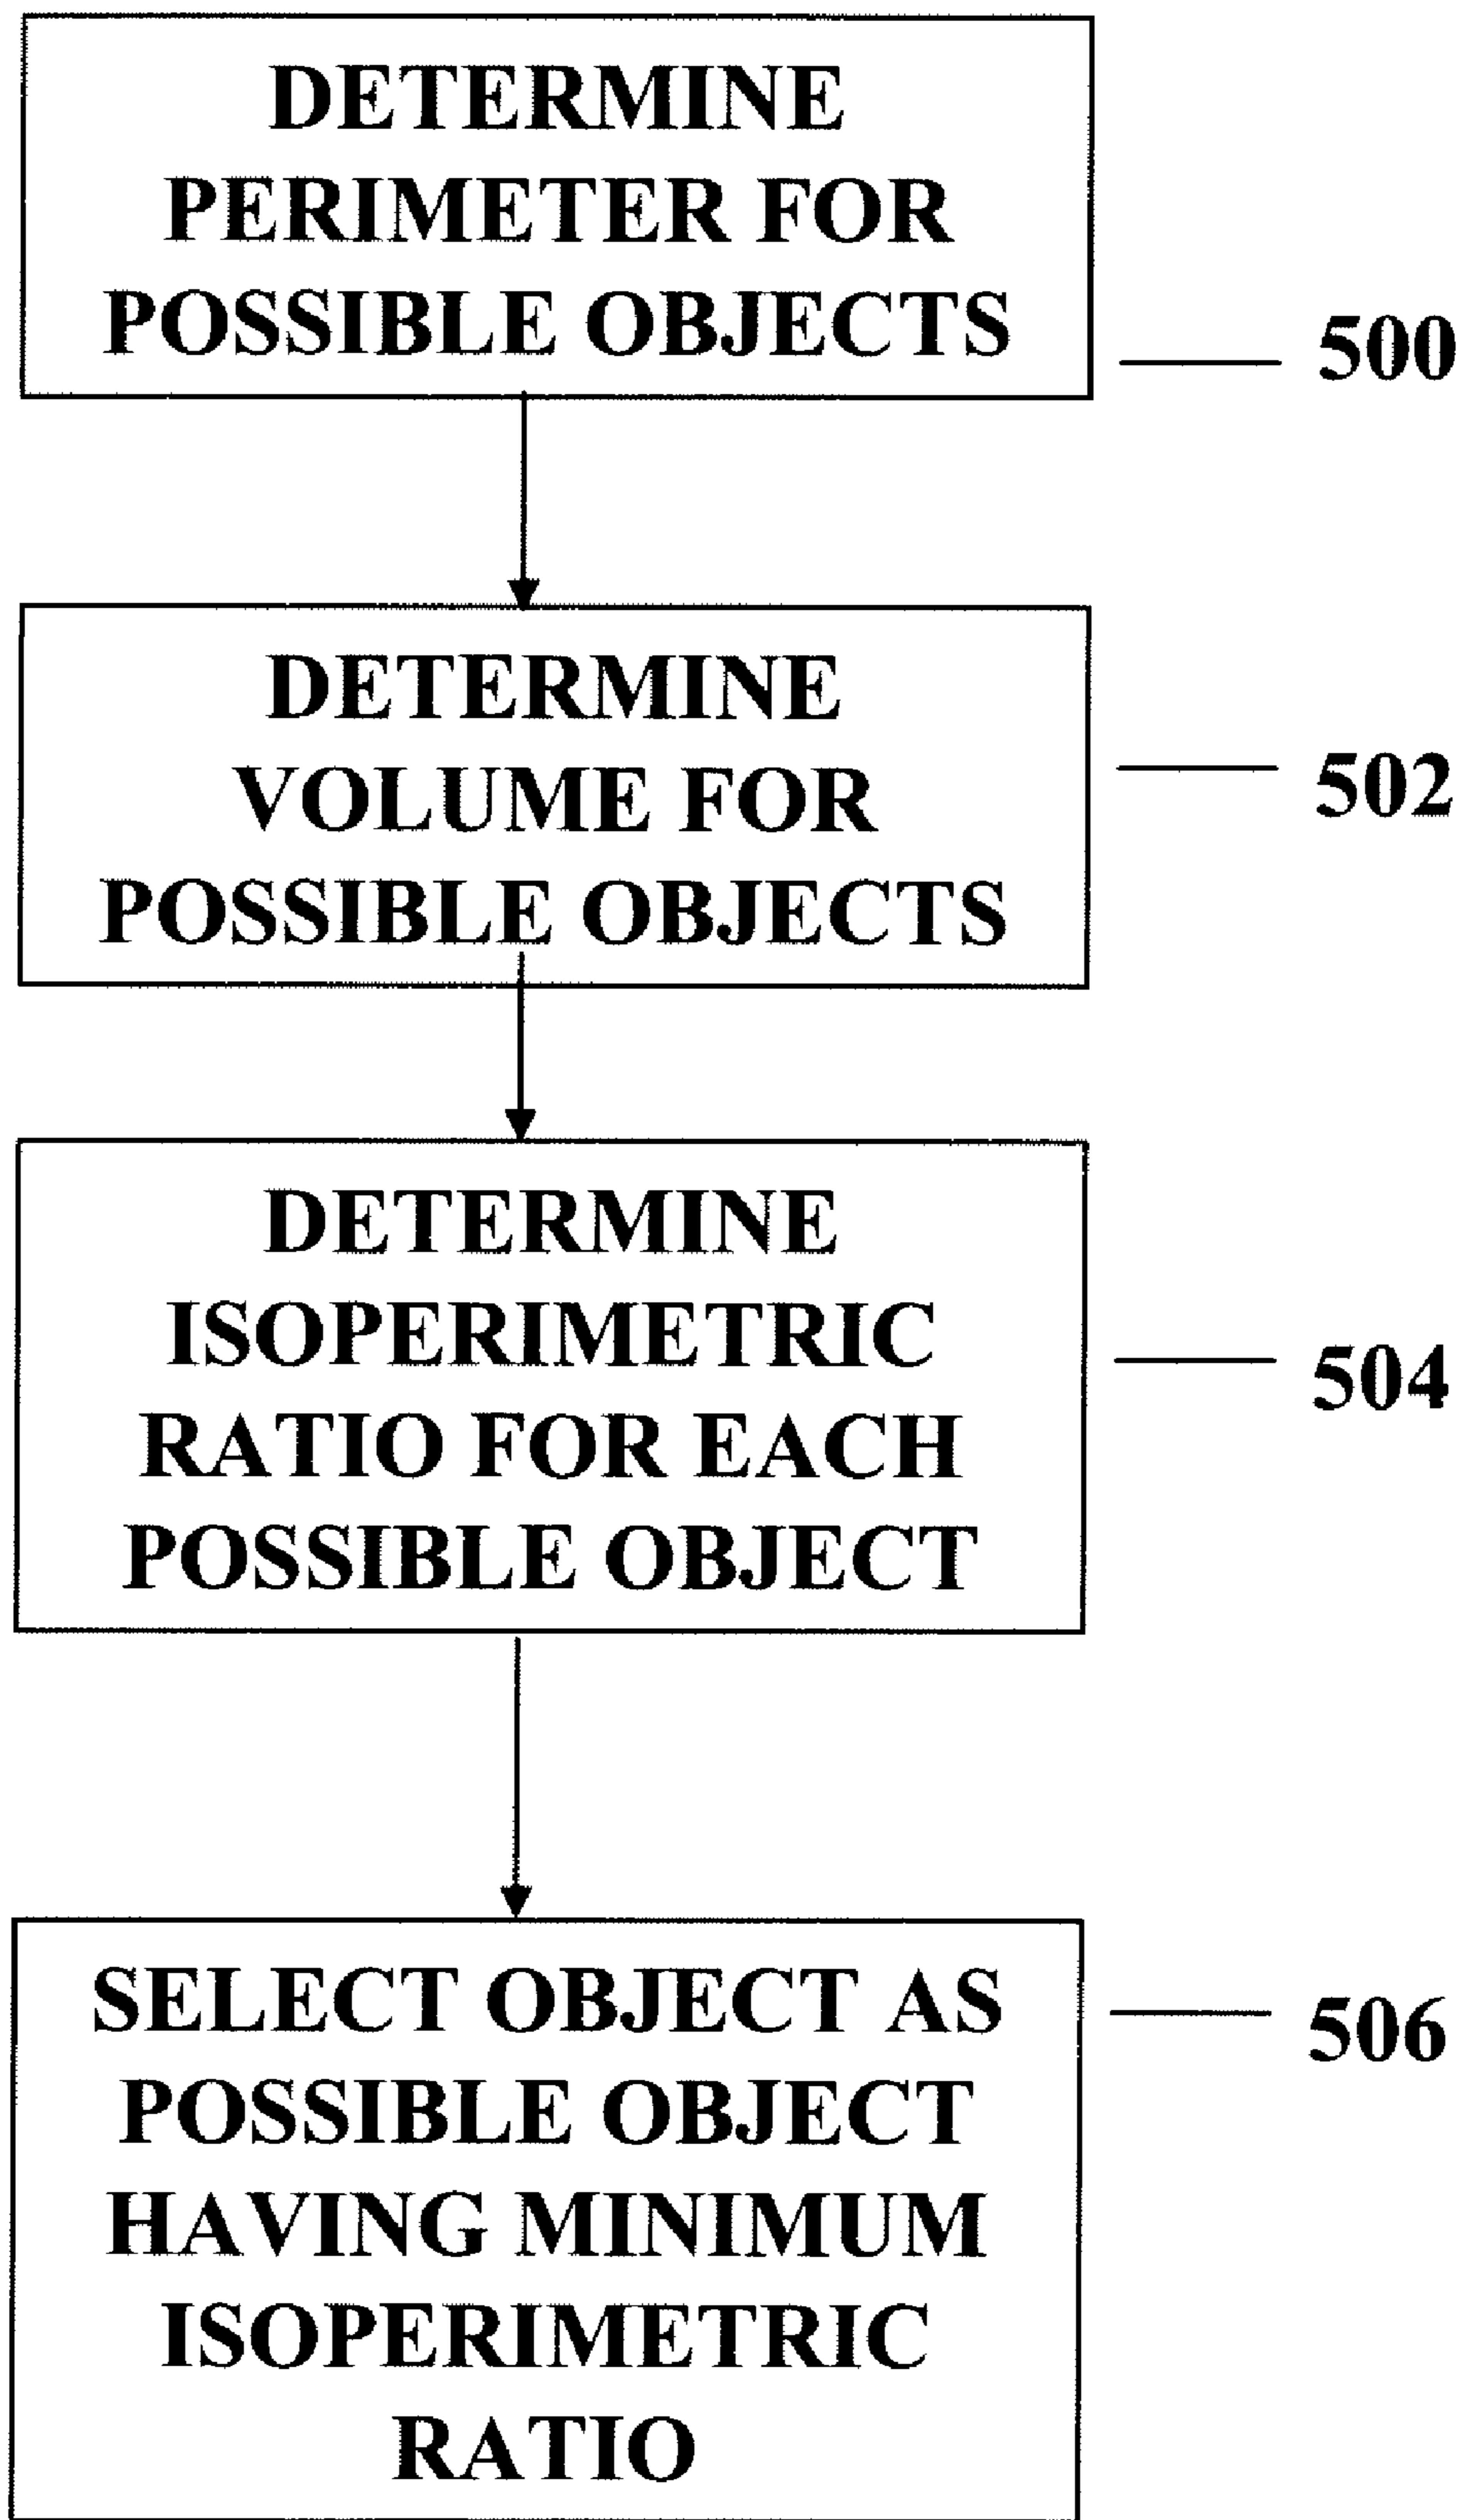 DETERMINE
PERIMETER FOR
POSSIBLE OBJECTS
500
DETERMINE
VOLUME FOR
POSSIBLE OBJECTS
502
DETERMINE
ISOPERIMETRIC
RATIO FOR EACH
POSSIBLE OBJECT
504
SELECT OBJECT AS
POSSIBLE OBJECT
HAVING MINIMUM
ISOPERIMETRIC
RATIO
506